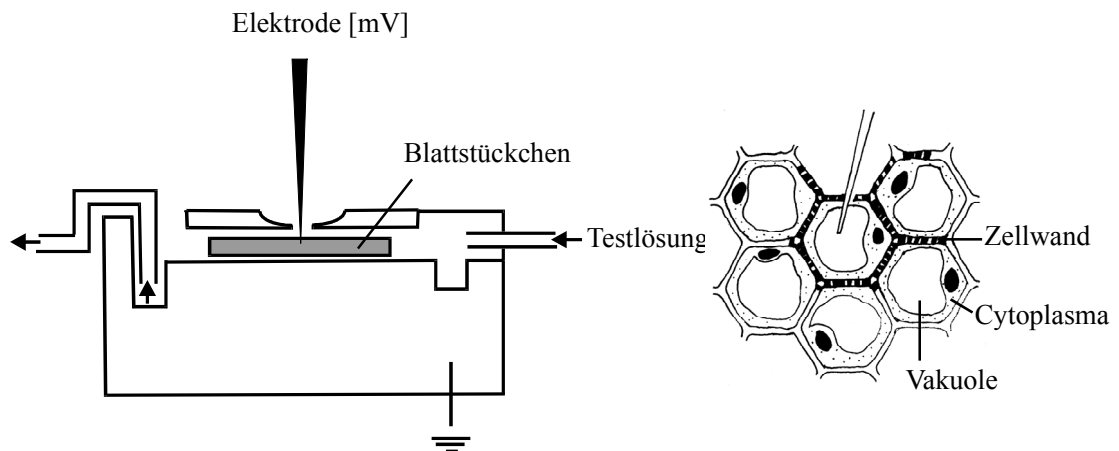 Elektrode [mV]
Blattstückchen
Testlösung
Zellwand
Cytoplasma
Vakuole